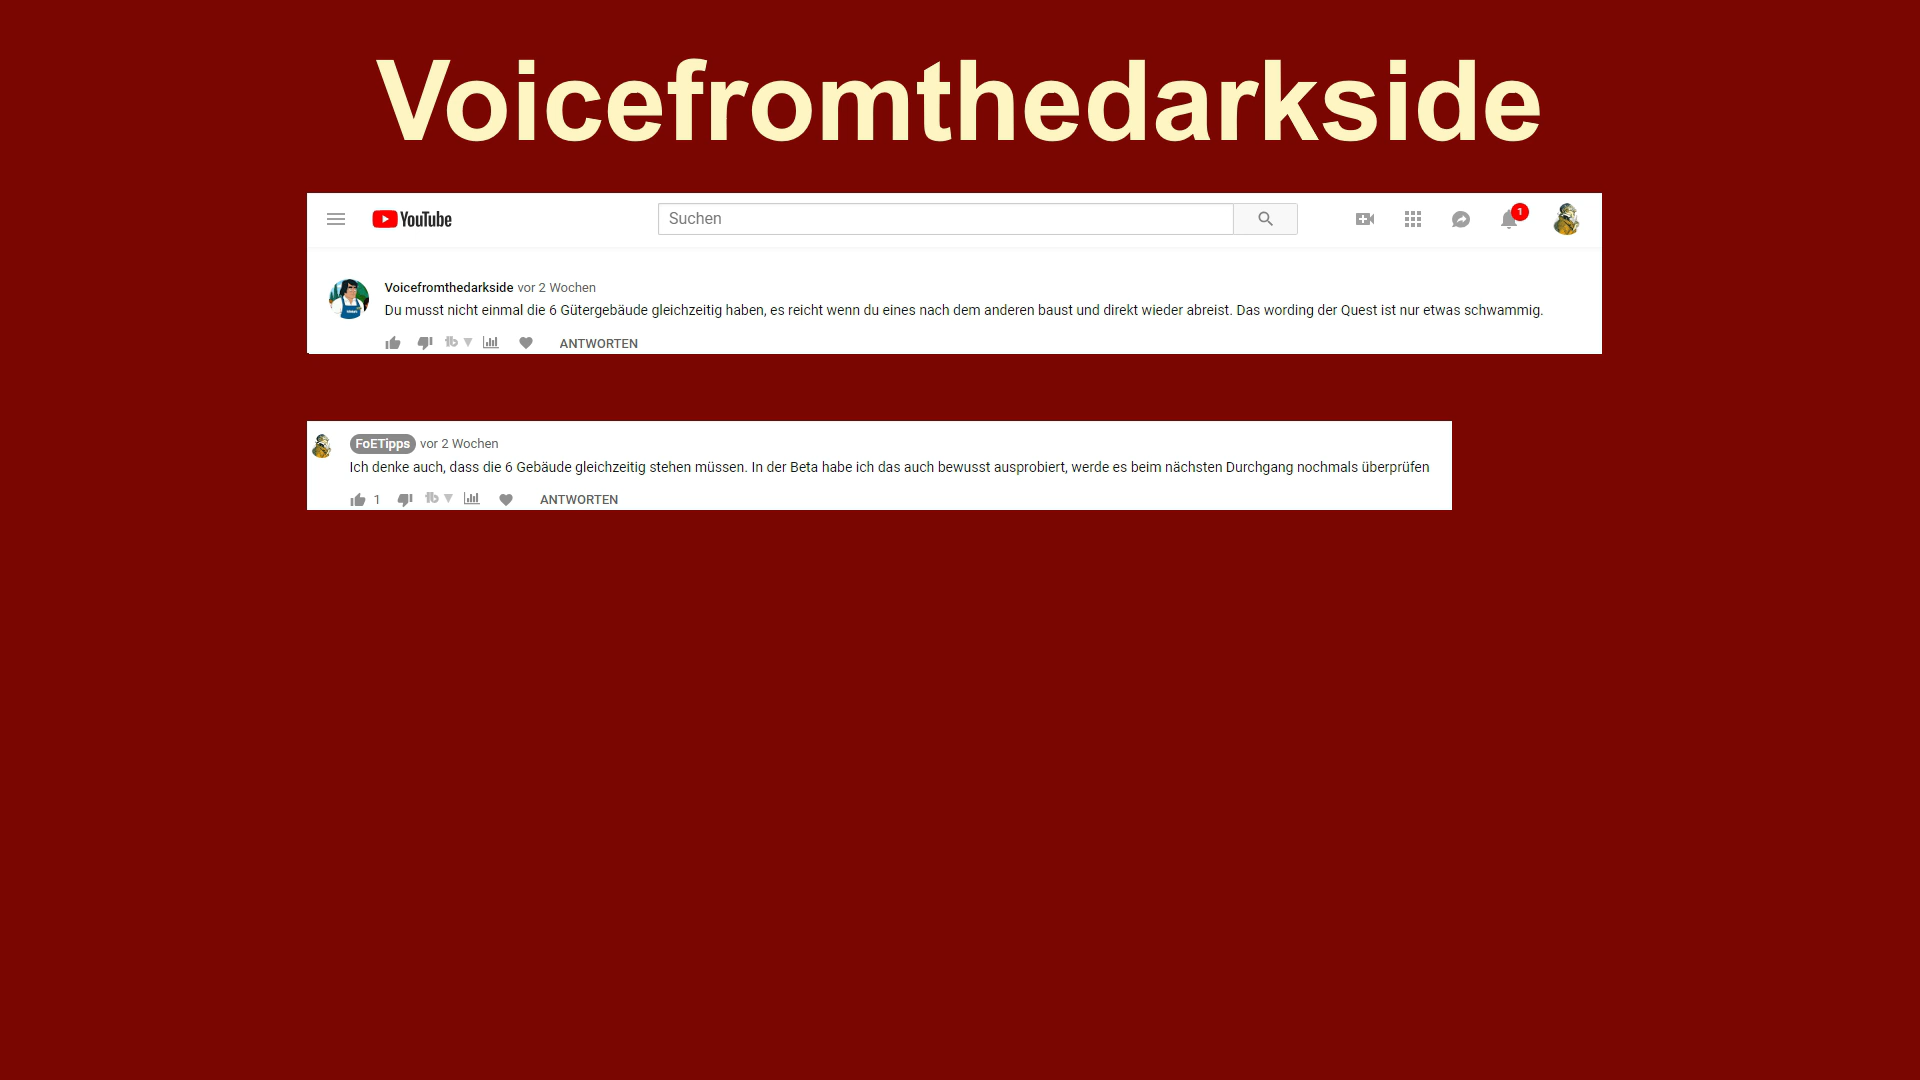 Voicefromthedarkside
YouTube
Suchen
1
Voicefromthedarkside vor 2 Wochen
Du musst nicht einmal die 6 Gütergebäude gleichzeitig haben, es reicht wenn du eines nach dem anderen baust und direkt wieder abreist. Das wording der Quest ist nur etwas schwammig.
ANTWORTEN
FoETipps vor 2 Wochen
Ich denke auch, dass die 6 Gebäude gleichzeitig stehen müssen. In der Beta habe ich das auch bewusst ausprobiert, werde es beim nächsten Durchgang nochmals überprüfen
1 ANTWORTEN